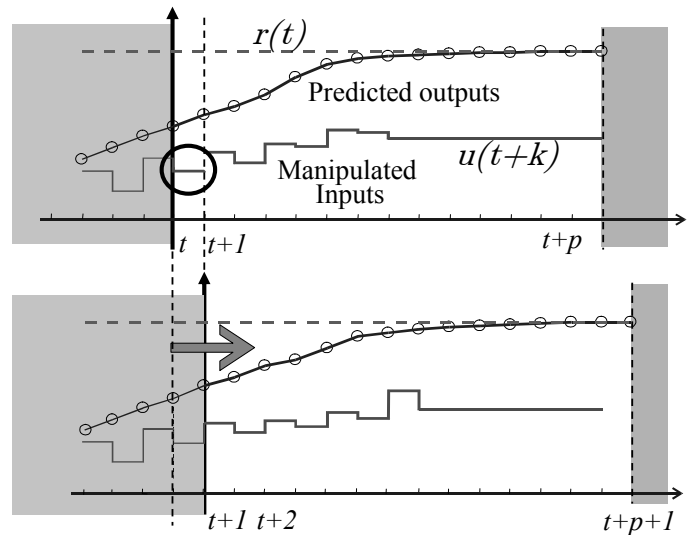 r(t)
Predicted outputs
u(t+k)
Manipulated
Inputs
t t+1 t+p
t+1 t+2 t+p+1